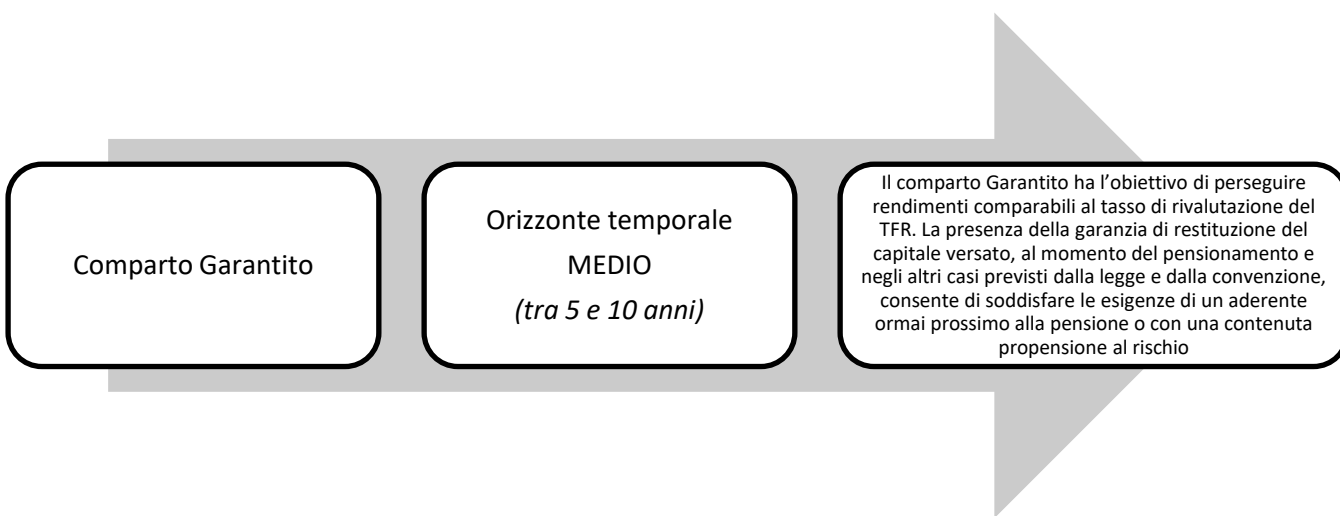 Comparto Garantito
Orizzonte temporale
MEDIO
(tra 5 e 10 anni)
Il comparto Garantito ha l’obiettivo di perseguire
rendimenti comparabili al tasso di rivalutazione del
TFR. La presenza della garanzia di restituzione del
capitale versato, al momento del pensionamento e
negli altri casi previsti dalla legge e dalla convenzione,
consente di soddisfare le esigenze di un aderente
ormai prossimo alla pensione o con una contenuta
propensione al rischio